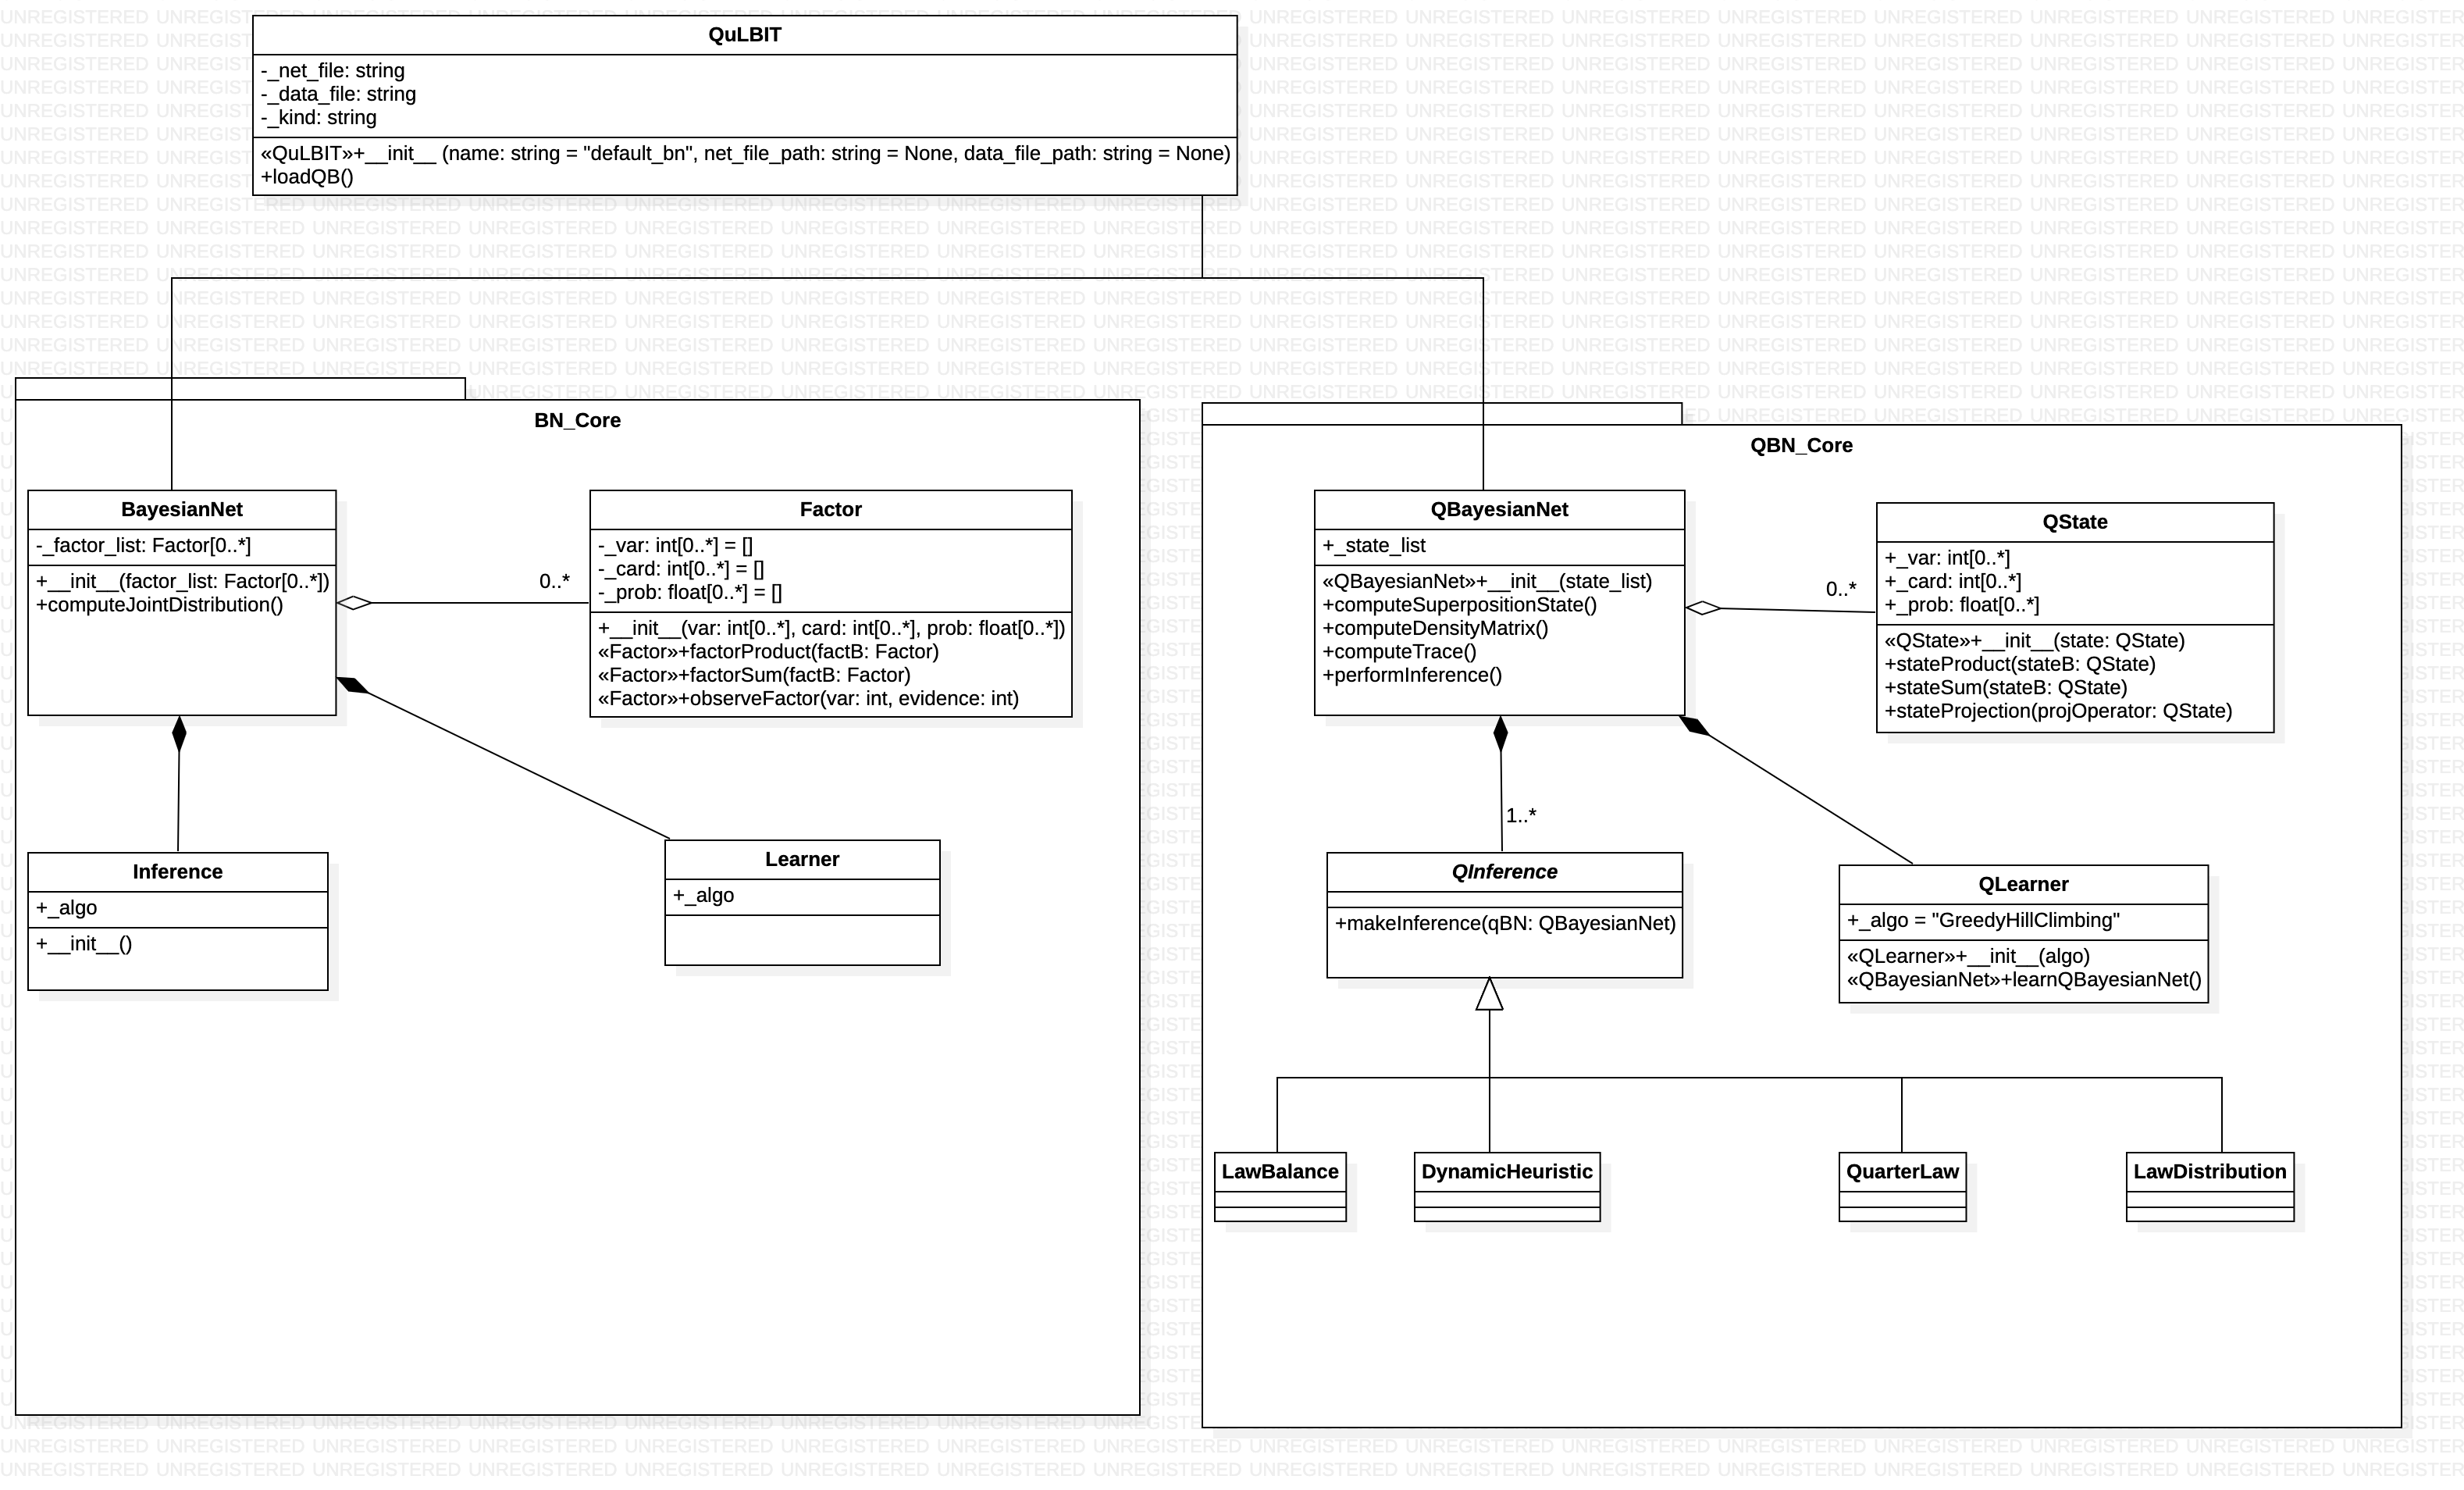 QuLBIT
-_net_file: string
-_data_file: string
-_kind: string
«QuLBIT»+__init__ (name: string = "default_bn", net_file_path: string = None, data_file_path: string = None)
+loadQB()
BN_Core
BayesianNet
-_factor_list: Factor[0..*]
+__init__(factor_list: Factor[0..*])
+computeJointDistribution()
0..*
Factor
-_var: int[0..*] = []
-_card: int[0..*] = []
-_prob: float[0..*] = []
+__init__(var: int[0..*], card: int[0..*], prob: float[0..*])
«Factor»+factorProduct(factB: Factor)
«Factor»+factorSum(factB: Factor)
«Factor»+observeFactor(var: int, evidence: int)
Inference
+_algo
+__init__()
Learner
+_algo
QBN_Core
QBayesianNet
+_state_list
«QBayesianNet»+__init__(state_list)
+computeSuperpositionState()
+computeDensityMatrix()
+computeTrace()
+performInference()
0..*
QState
+_var: int[0..*]
+_card: int[0..*]
+_prob: float[0..*]
«QState»+__init__(state: QState)
+stateProduct(stateB: QState)
+stateSum(stateB: QState)
+stateProjection(projOperator: QState)
1..*
QInference
+makeInference(qBN: QBayesianNet)
QLearner
+_algo = "GreedyHillClimbing"
«QLearner»+__init__(algo)
«QBayesianNet»+learnQBayesianNet()
LawBalance
DynamicHeuristic
QuarterLaw
LawDistribution